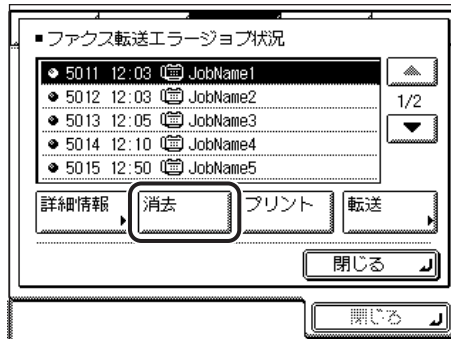 ■ファクス転送エラージョブ状況
5011 12:03 JobName1
5012 12:03 JobName2
5013 12:05 JobName3
5014 12:10 JobName4
5015 12:50 JobName5
1/2
詳細情報 消去 プリント 転送
閉じる
閉じる